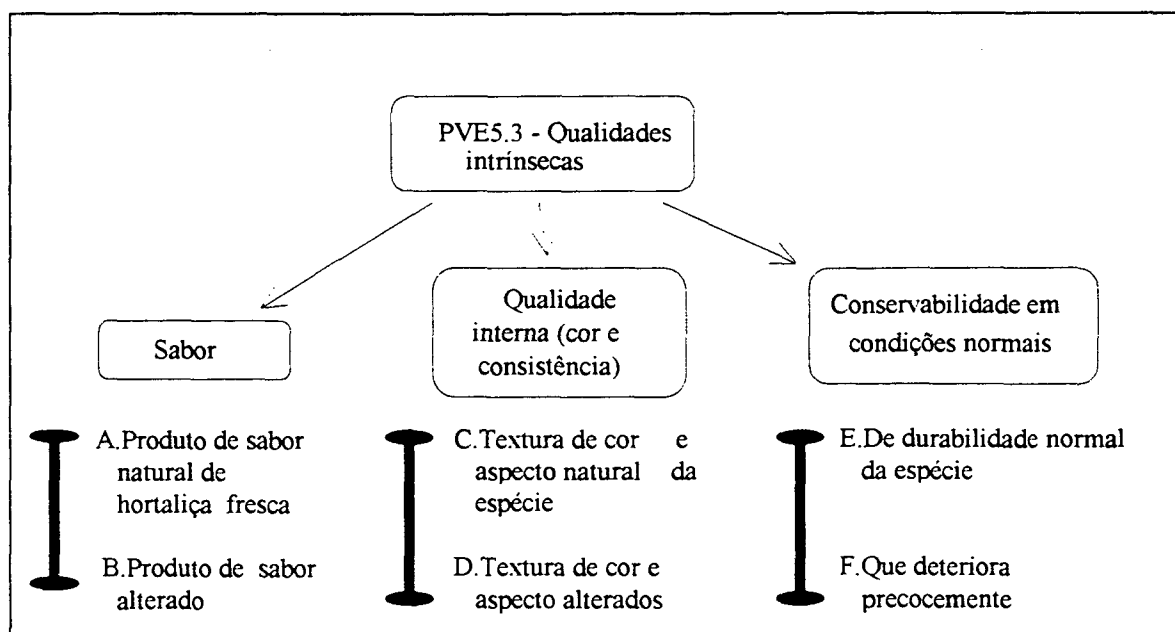 PVE5.3 - Qualidades
intrínsecas
Sabor
Qualidade
interna (cor e
consistência)
Conservabilidade em
condições normais
A.Produto de sabor
natural de
hortaliça fresca
B.Produto de sabor
alterado
C.Textura de cor e
aspecto natural da
espécie
D.Textura de cor e
aspecto alterados
E.De durabilidade normal
da espécie
F.Que deteriora
precocemente